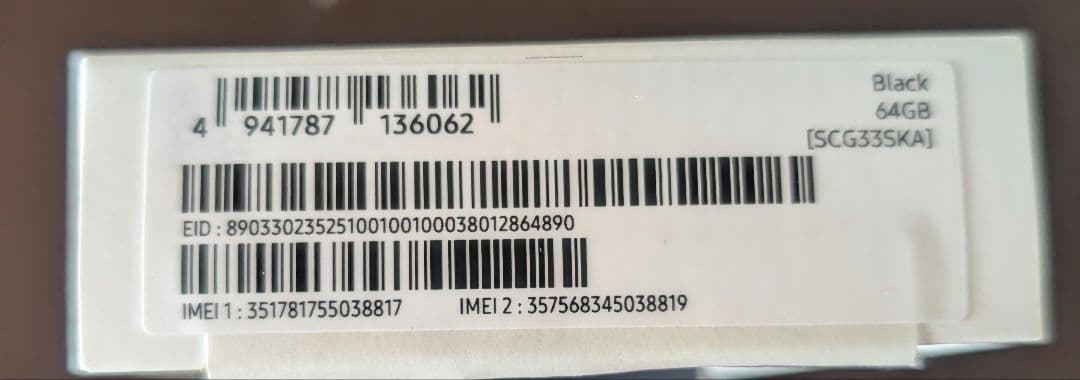 4 941787 136062
Black
64GB
[SCG33SKA]
EID : 89033023525100100100038012864890
IMEI 1 : 351781755038817 IMEI 2 : 357568345038819